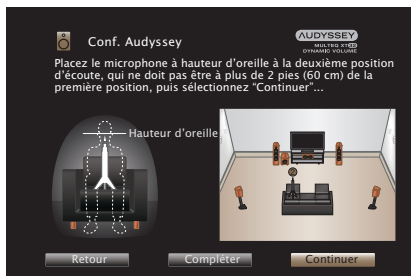 Conf. Audyssey
AUDYSSEY
MULTEQ XT32
DYNAMIC VOLUME
Placez le microphone à hauteur d'oreille à la deuxième position
d'écoute, qui ne doit pas être à plus de 2 pies (60 cm) de la
première position, puis sélectionnez "Continuer"...
Hauteur d'oreille
Retour
Compléter
Continuer